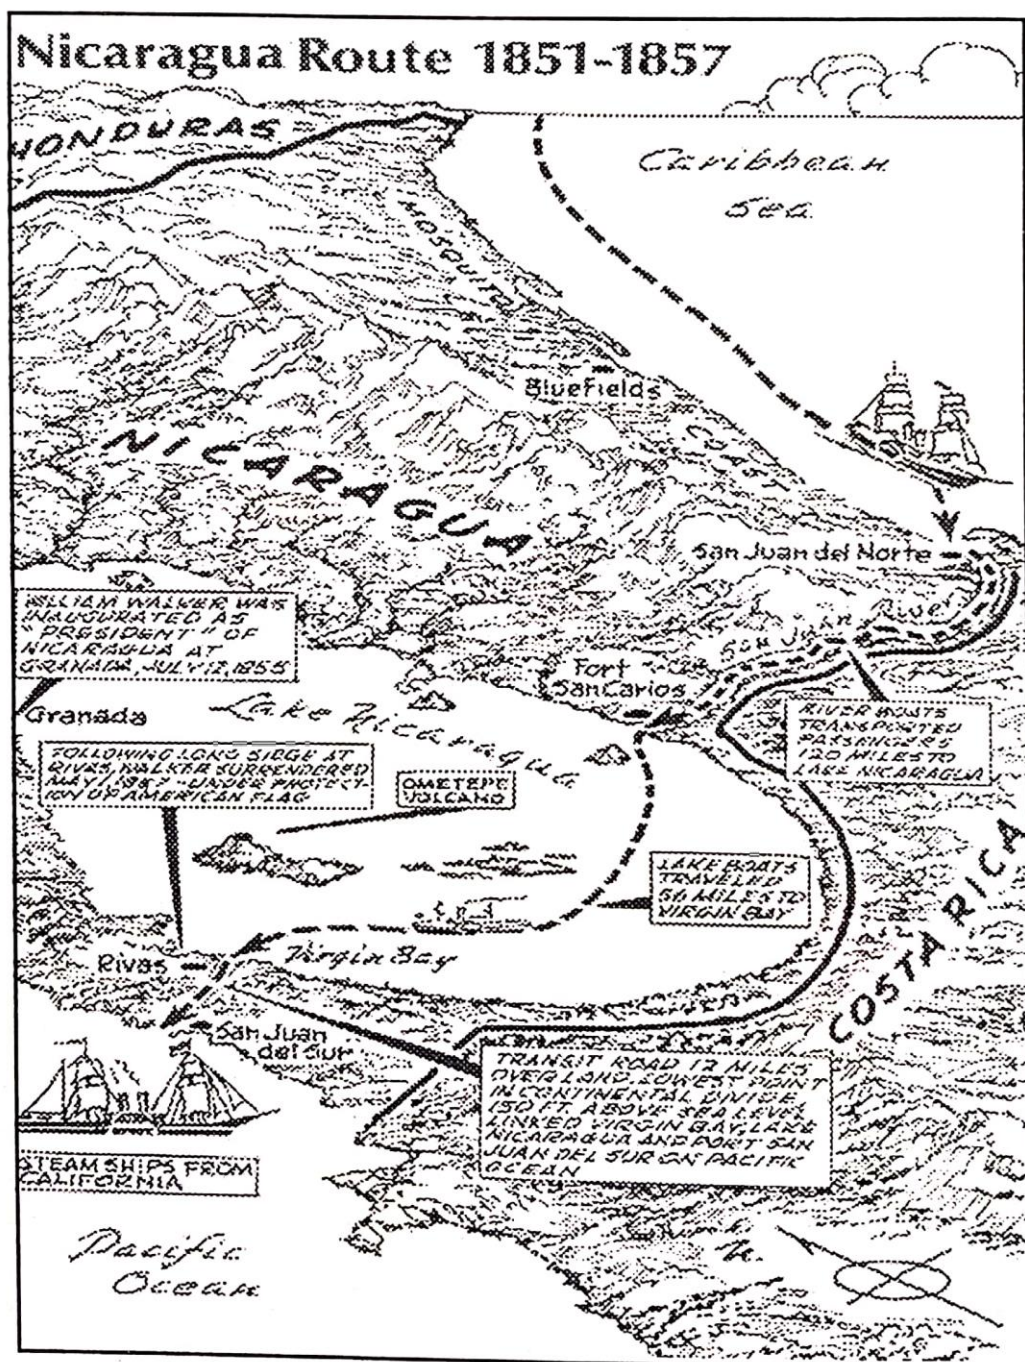 Nicaragua Route 1851-1857
HONDURAS
Caribbean
Sea
MOSQUITO
COAST
Bluefields
NICARAGUA
San Juan del Norte
San Juan River
WILLIAM WALKER WAS
INAUGURATED AS
"PRESIDENT" OF
NICARAGUA AT
GRANADA, JULY 12, 1855
Granada
Fort
San Carlos
Lake Nicaragua
RIVER BOATS
TRANSPORTED
PASSENGERS
120 MILES TO
LAKE NICARAGUA
FOLLOWING LONG SIEGE AT
RIVAS, WALKER SURRENDERED
MAY 1, 1857 UNDER PROTECT-
ION OF AMERICAN FLAG
OMETEPE
VOLCANO
LAKE BOATS
TRAVELED
56 MILES TO
VIRGIN BAY
COSTA RICA
Virgin Bay
Rivas
San Juan
del Sur
TRANSIT ROAD 12 MILES
OVERLAND. LOWEST POINT
IN CONTINENTAL DIVIDE
150 FT. ABOVE SEA LEVEL
LINKED VIRGIN BAY, LAKE
NICARAGUA AND PORT SAN
JUAN DEL SUR ON PACIFIC
OCEAN
STEAM SHIPS FROM
CALIFORNIA
Pacific
Ocean
n.